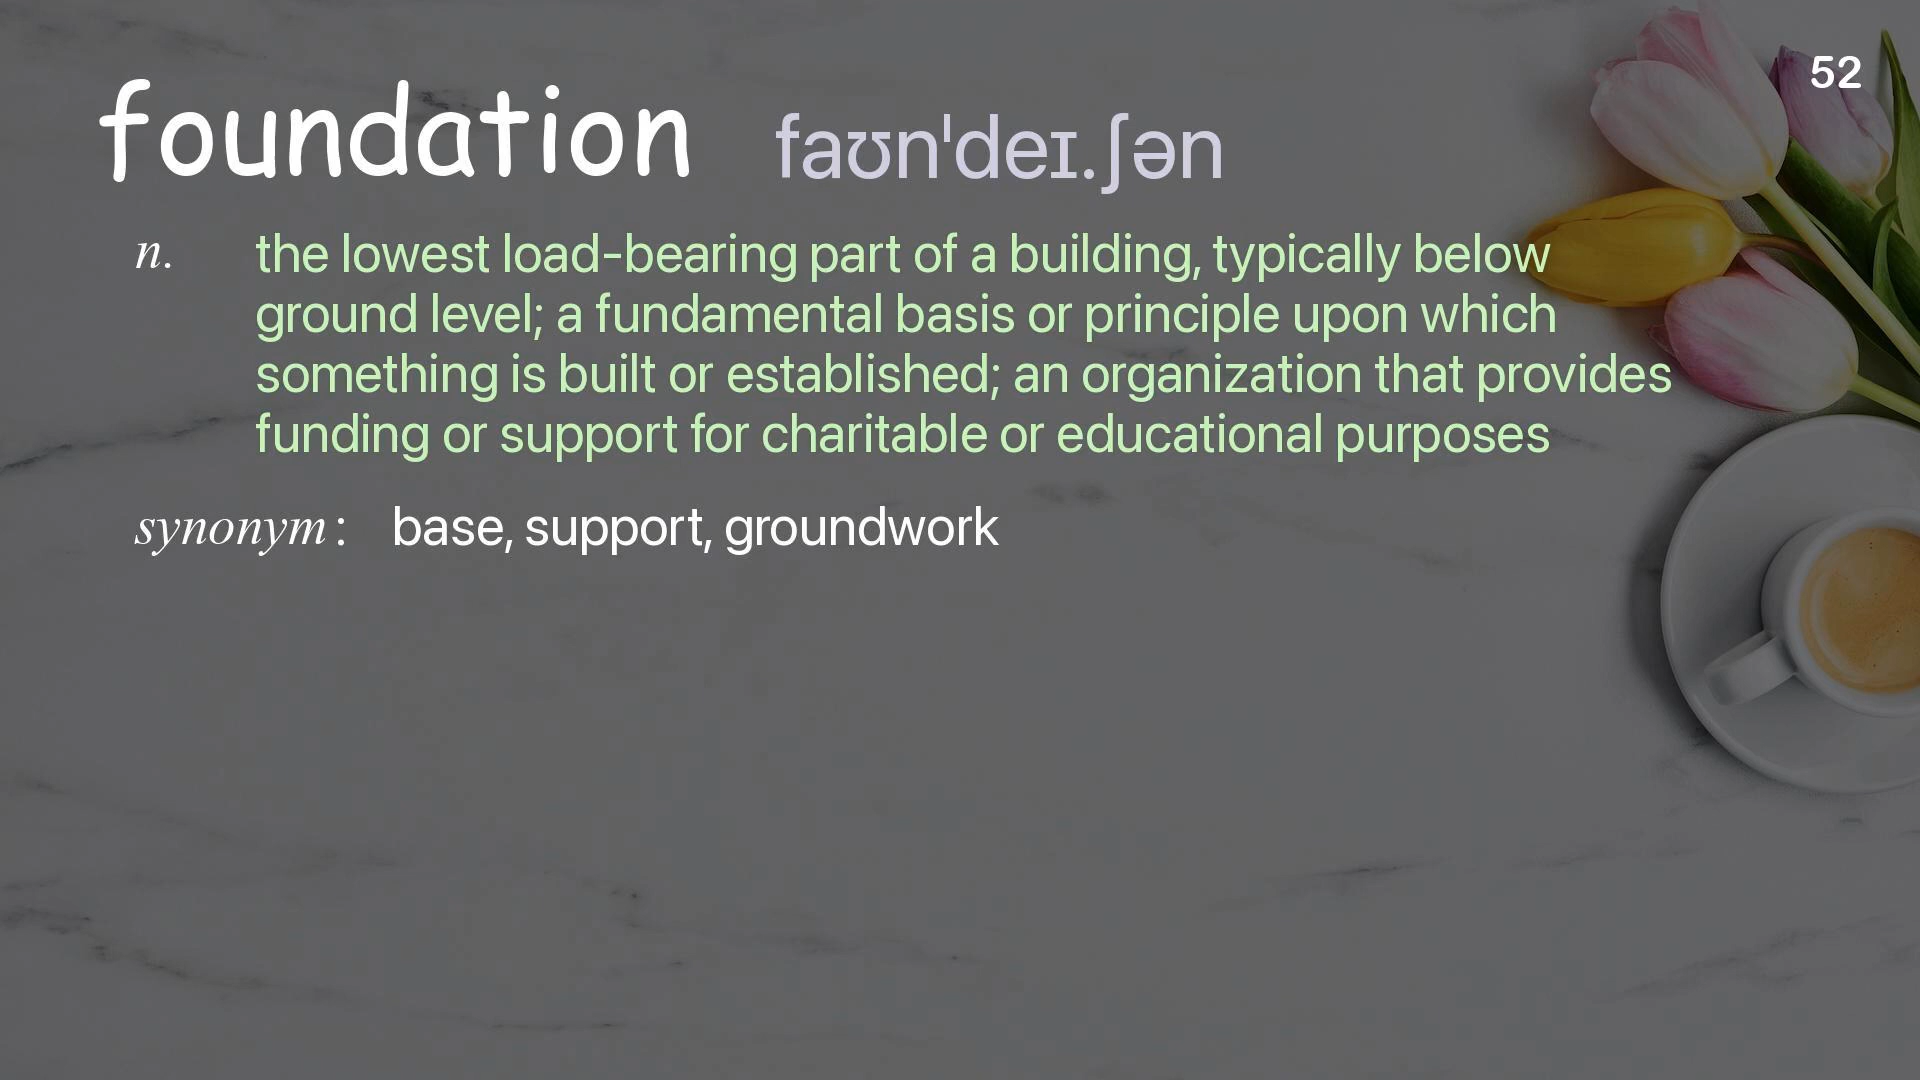 52
foundation faʊnˈdeɪ.ʃən
n. the lowest load-bearing part of a building, typically below
ground level; a fundamental basis or principle upon which
something is built or established; an organization that provides
funding or support for charitable or educational purposes
synonym: base, support, groundwork